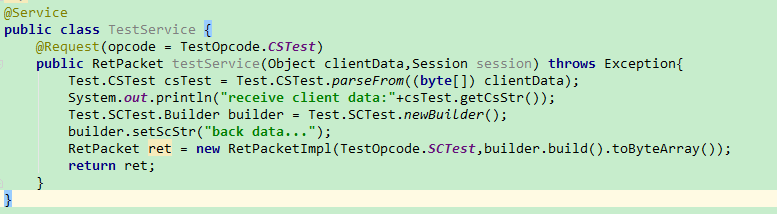 @Service
public class TestService {
@Request(opcode = TestOpcode.CSTest)
public RetPacket testService(Object clientData,Session session) throws Exception{
Test.CSTest csTest = Test.CSTest.parseFrom((byte[]) clientData);
System.out.println("receive client data:"+csTest.getCsStr());
Test.SCTest.Builder builder = Test.SCTest.newBuilder();
builder.setScStr("back data...");
RetPacket ret = new RetPacketImpl(TestOpcode.SCTest,builder.build().toByteArray());
return ret;
}
}